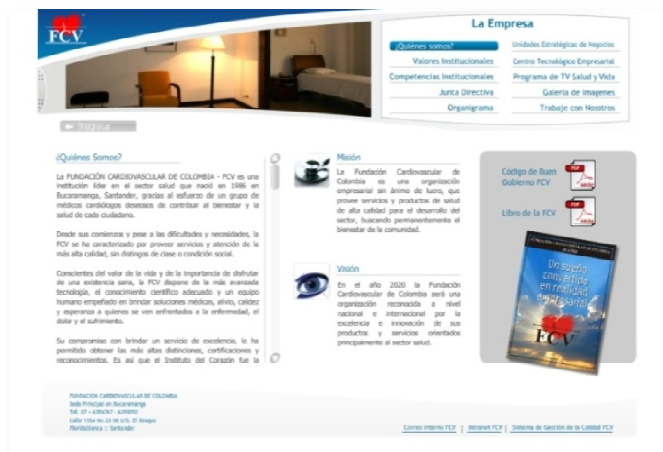 FCV
La Empresa
¿Quiénes somos?
Unidades Estratégicas de Negocios
Valores Institucionales
Centro Tecnológico Empresarial
Competencias Institucionales
Programa de TV Salud y Vida
Junta Directiva
Galeria de Imagenes
Organigrama
Trabaje con Nosotros
Regresar
¿Quiénes Somos?
La FUNDACIÓN CARDIOVASCULAR DE COLOMBIA - FCV es una
institución líder en el sector salud que nació en 1986 en
Bucaramanga, Santander, gracias al esfuerzo de un grupo de
médicos cardiólogos deseosos de contribuir al bienestar y la
salud de cada ciudadano.
Desde sus comienzos y pese a las dificultades y necesidades, la
FCV se ha caracterizado por proveer servicios y atención de la
más alta calidad, sin distingos de clase o condición social.
Conscientes del valor de la vida y de la importancia de disfrutar
de una existencia sana, la FCV dispone de la más avanzada
tecnología, el conocimiento científico adecuado y un equipo
humano empeñado en brindar soluciones médicas, alivio, calidez
y esperanza a quienes se ven enfrentados a la enfermedad, el
dolor y el sufrimiento.
Su compromiso con brindar un servicio de excelencia, le ha
permitido obtener las más altas distinciones, certificaciones y
reconocimientos. Es así que el Instituto del Corazón fue la
Misión
La Fundación Cardiovascular de
Colombia es una organización
empresarial sin ánimo de lucro, que
provee servicios y productos de salud
de alta calidad para el desarrollo del
sector, buscando permanentemente el
bienestar de la comunidad.
Visión
En el año 2020 la Fundación
Cardiovascular de Colombia será una
organización reconocida a nivel
nacional e internacional por la
excelencia e innovación de sus
productos y servicios orientados
principalmente al sector salud.
Código de Buen
Gobierno FCV
PDF
Adobe
Libro de la FCV
PDF
Adobe
Un sueño
convertido
en realidad
empresarial
FCV
FUNDACIÓN CARDIOVASCULAR DE COLOMBIA
Sede Principal en Bucaramanga
Floridablanca :: Santander
Correo Interno FCV | Intranet FCV | Sistema de Gestión de la Calidad FCV